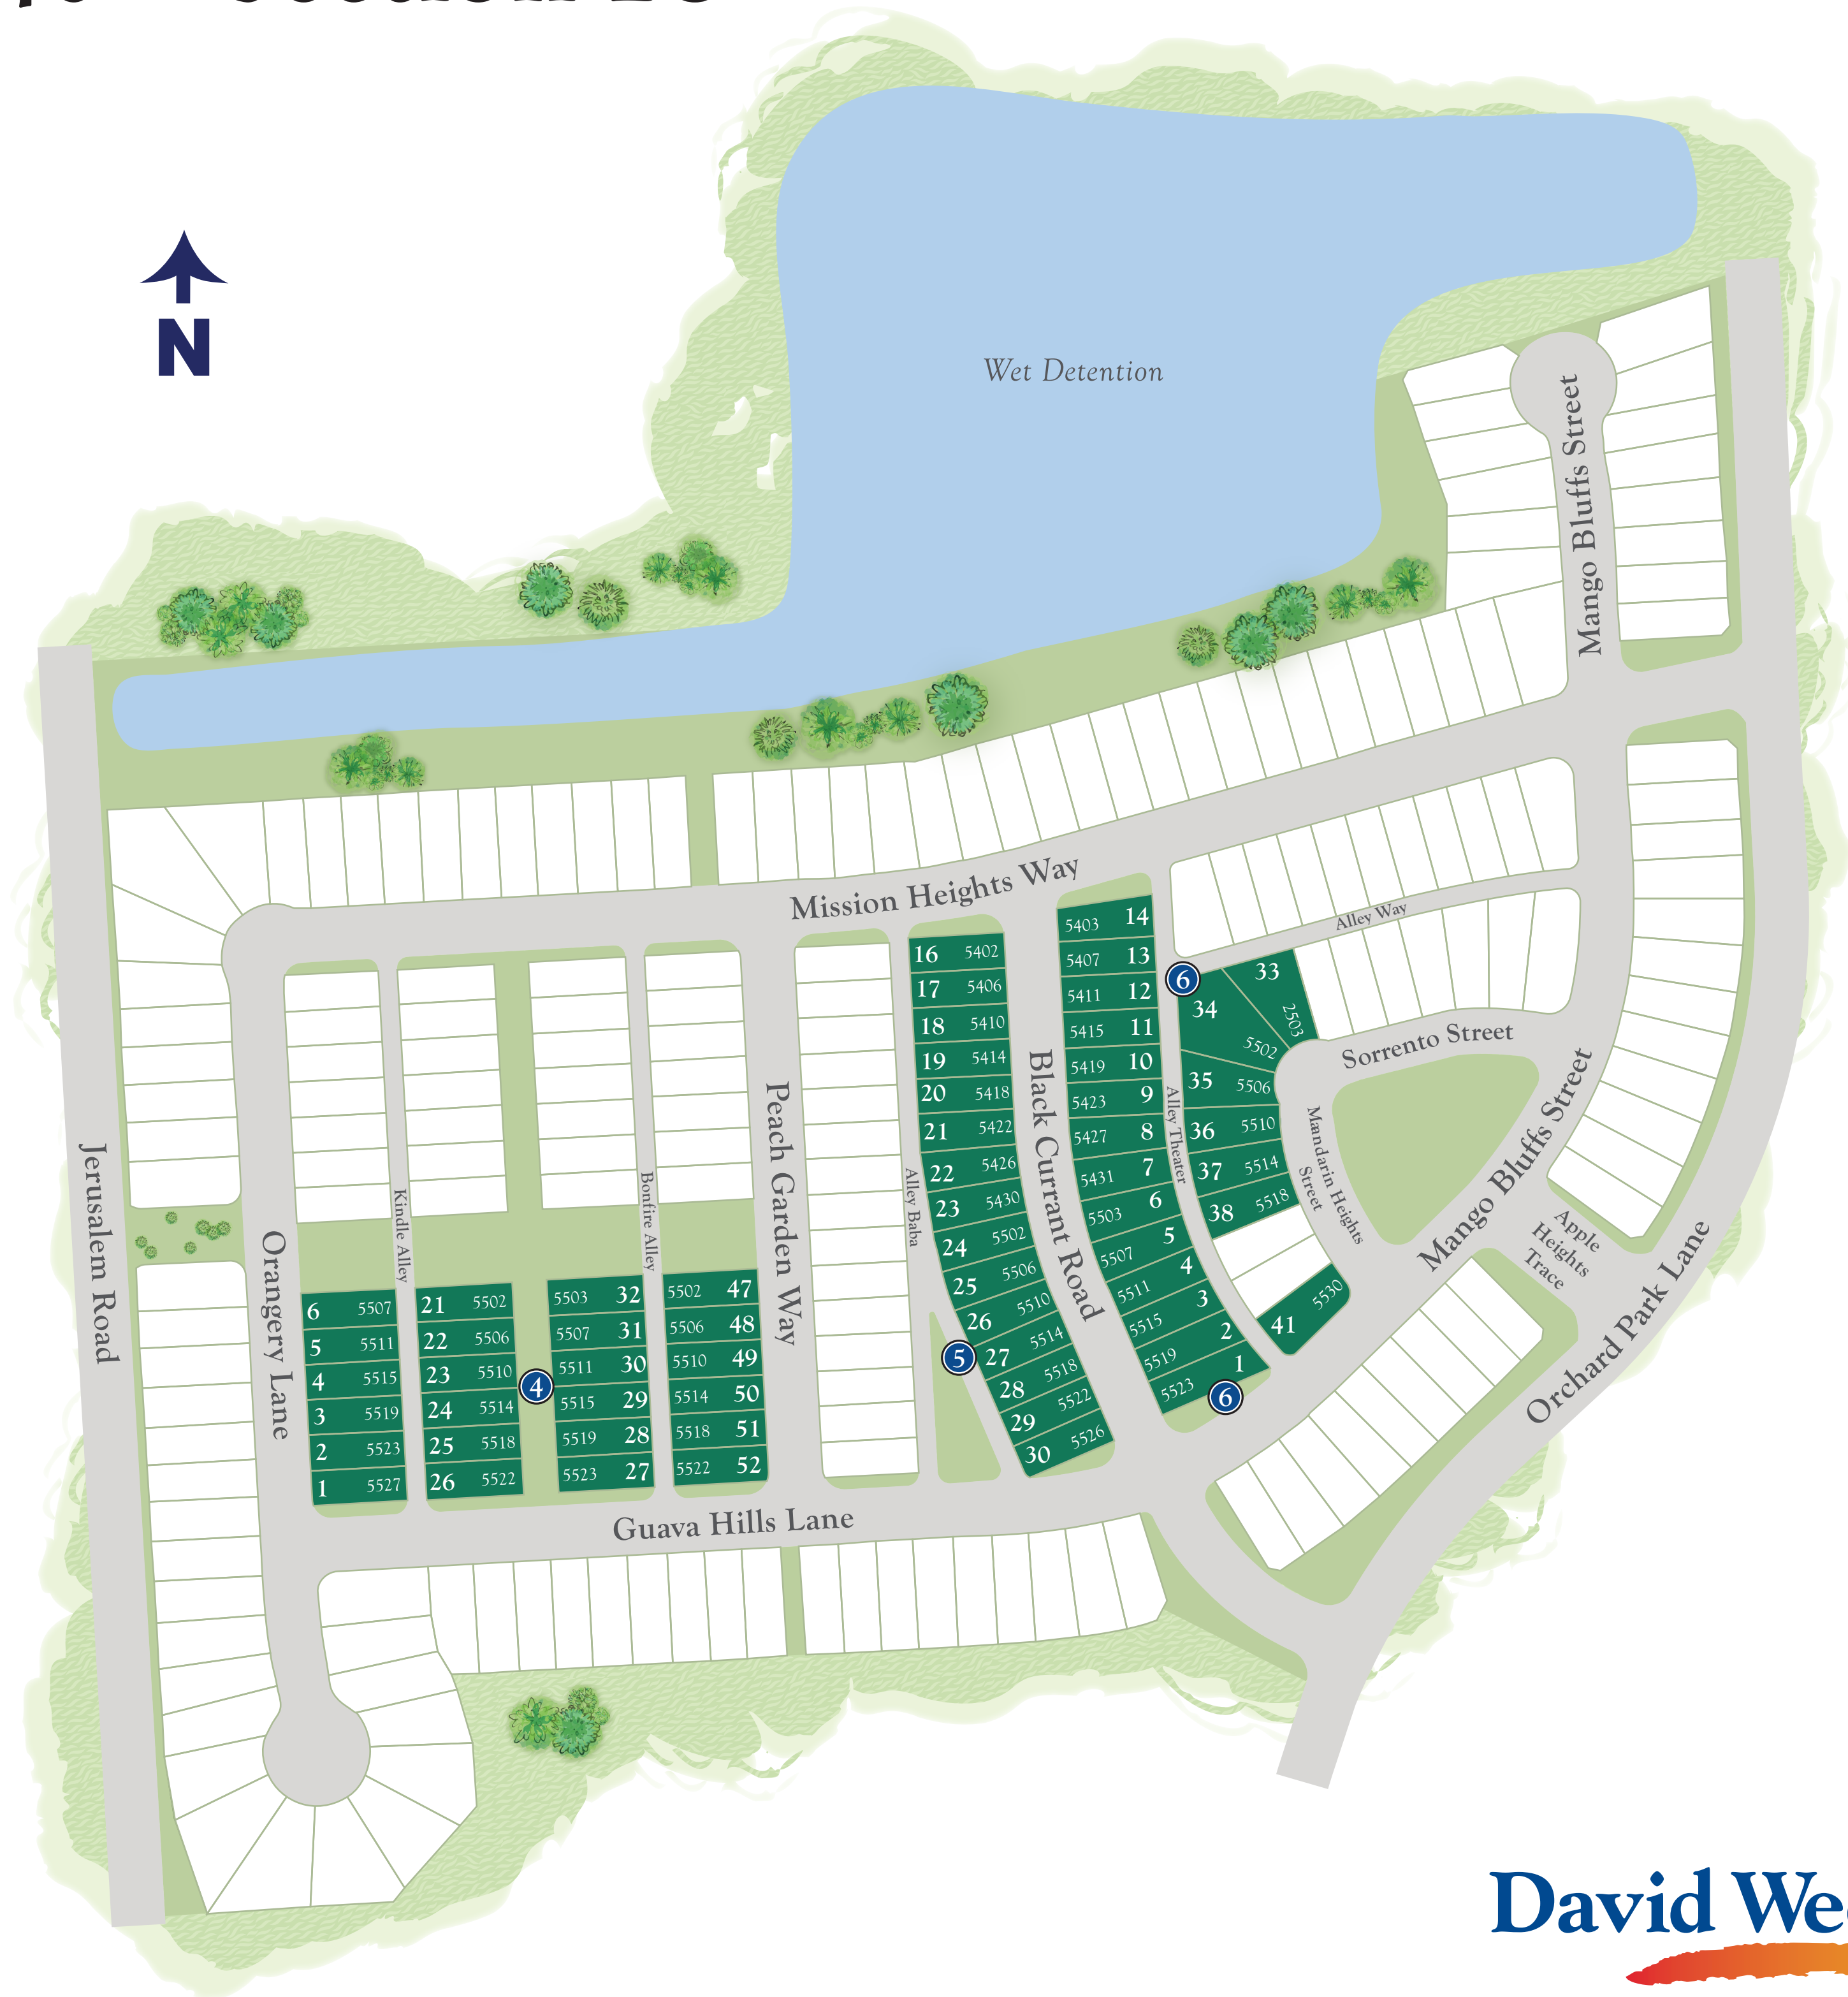 N
Wet Detention
Mango Bluffs Street
Mission Heights Way
Alley Way
Sorrento Street
Mango Bluffs Street
Mandarin Heights
Street
Apple
Heights
Trace
Orchard Park Lane
Jerusalem Road
Orangery Lane
Kindle Alley
Bonfire Alley
Peach Garden Way
Alley Baba
Black Currant Road
Alley Theater
Guava Hills Lane
6 5507
5 5511
4 5515
3 5519
2 5523
1 5527
21 5502
22 5506
23 5510
24 5514
25 5518
26 5522
4
5503 32
5507 31
5511 30
5515 29
5519 28
5523 27
5502 47
5506 48
5510 49
5514 50
5518 51
5522 52
16 5402
17 5406
18 5410
19 5414
20 5418
21 5422
22 5426
23 5430
24 5502
25 5506
26 5510
5
27 5514
28 5518
29 5522
30 5526
5403 14
5407 13
5411 12
5415 11
5419 10
5423 9
5427 8
5431 7
5503 6
5507 5
5511 4
5515 3
5519 2
5523 1
6
6
33 2503
34 5502
35 5506
36 5510
37 5514
38 5518
41 5530
David